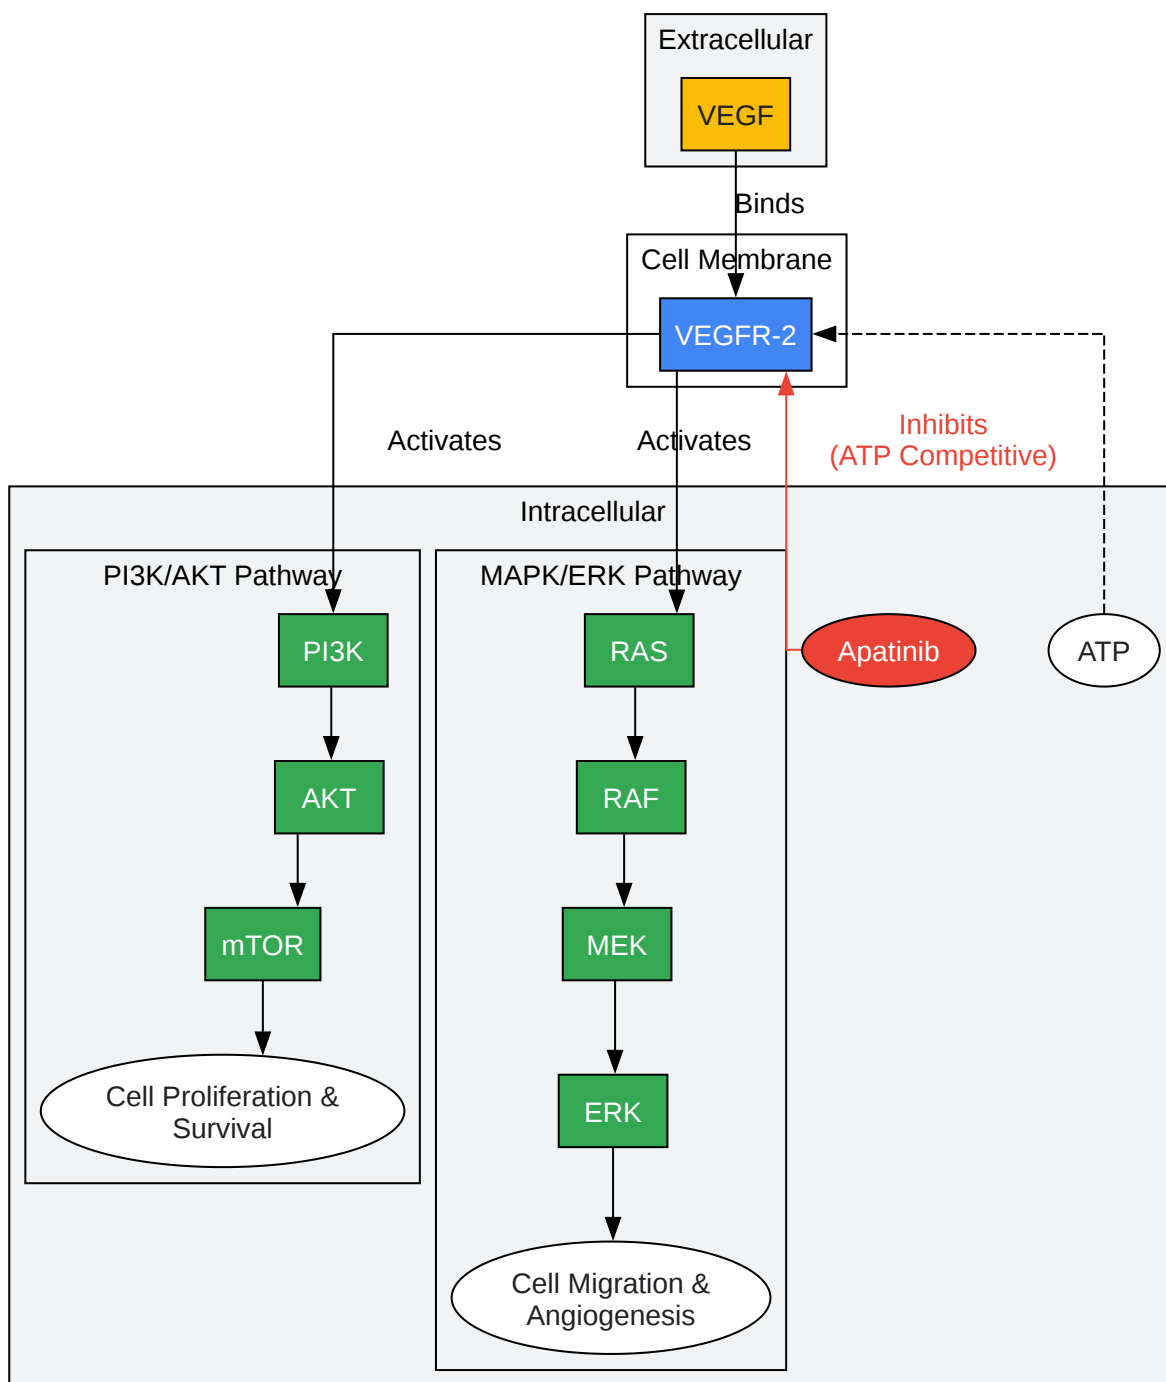 Extracellular
VEGF
Binds
Cell Membrane
VEGFR-2
Activates
Activates
Inhibits
(ATP Competitive)
Intracellular
PI3K/AKT Pathway
MAPK/ERK Pathway
PI3K
RAS
Apatinib
ATP
AKT
RAF
mTOR
MEK
Cell Proliferation &
Survival
ERK
Cell Migration &
Angiogenesis